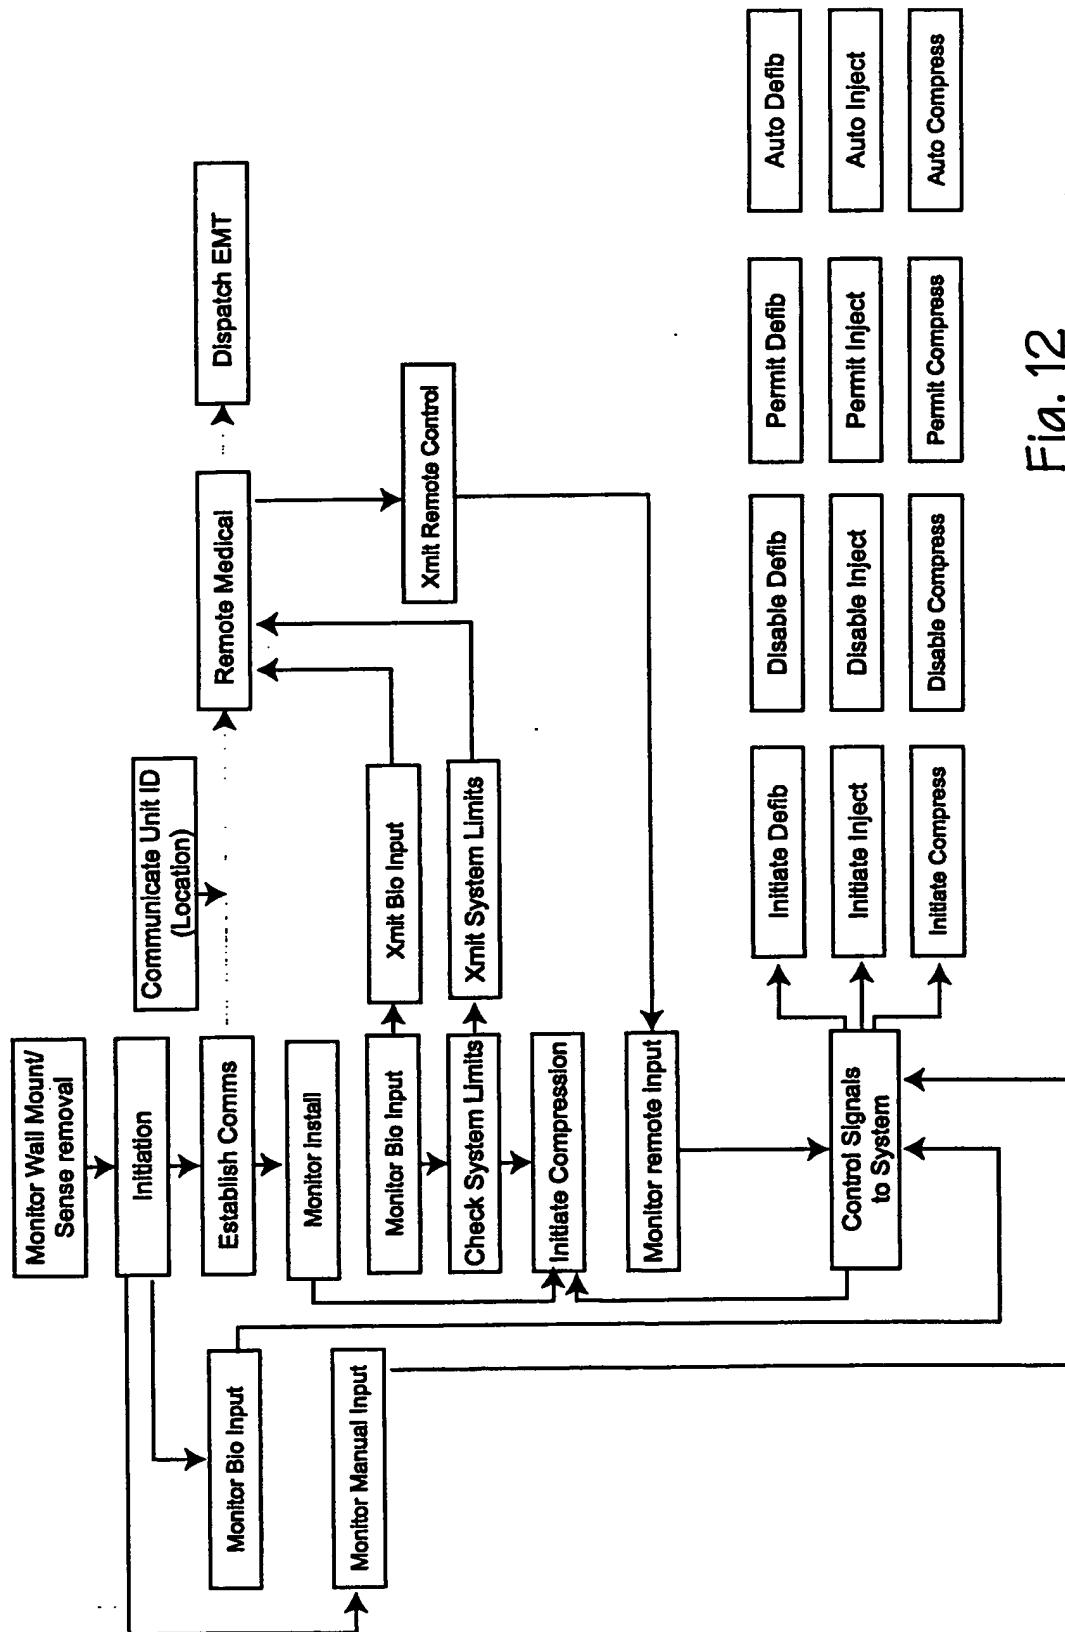 Monitor Wall Mount/
Sense removal
Communicate Unit ID
(Location)
Initiation
Establish Comms
Remote Medical
Dispatch EMT
Monitor Bio Input
Monitor Install
Monitor Manual Input
Monitor Bio Input
Xmit Bio Input
Xmit Remote Control
Check System Limits
Xmit System Limits
Initiate Compression
Monitor remote input
Control Signals
to System
Initiate Defib
Disable Defib
Permit Defib
Auto Defib
Initiate Inject
Disable Inject
Permit Inject
Auto Inject
Initiate Compress
Disable Compress
Permit Compress
Auto Compress
Fig. 12